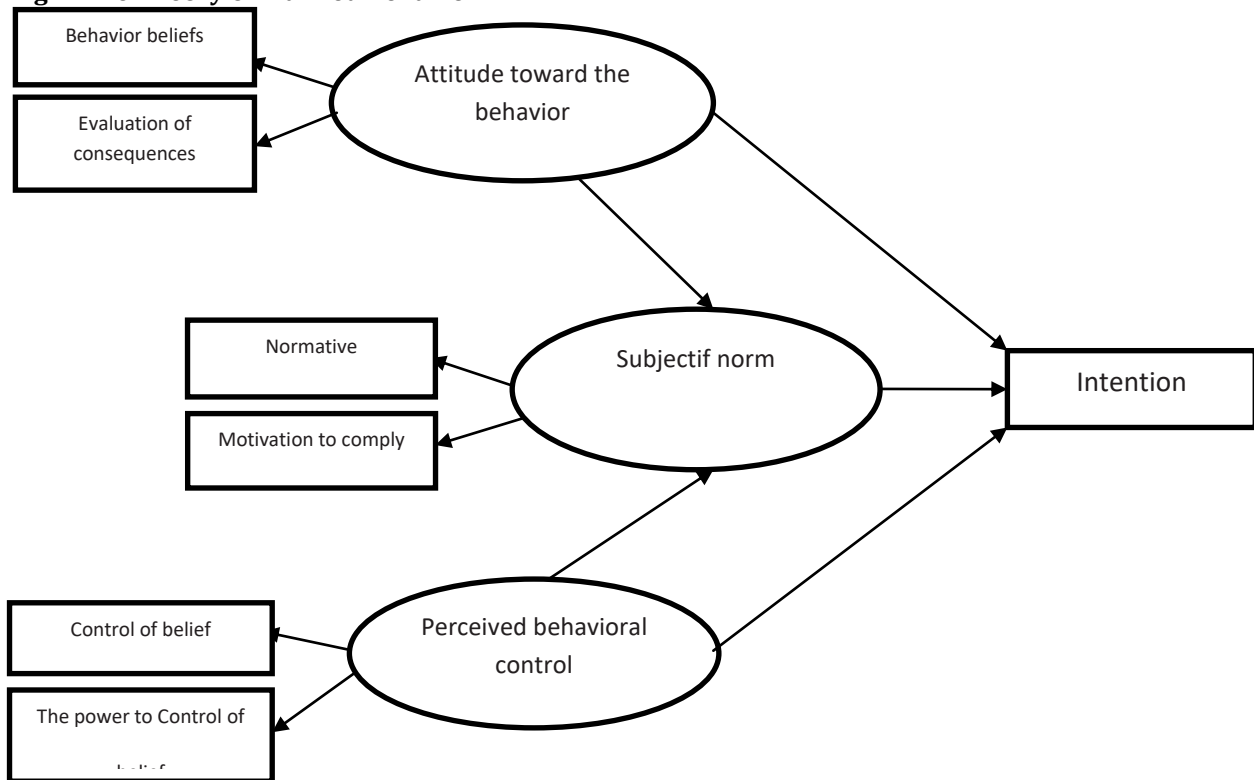 Behavior beliefs
Attitude toward the
behavior
Evaluation of
consequences
Normative
Subjectif norm
Motivation to comply
Intention
Control of belief
Perceived behavioral
control
The power to Control of